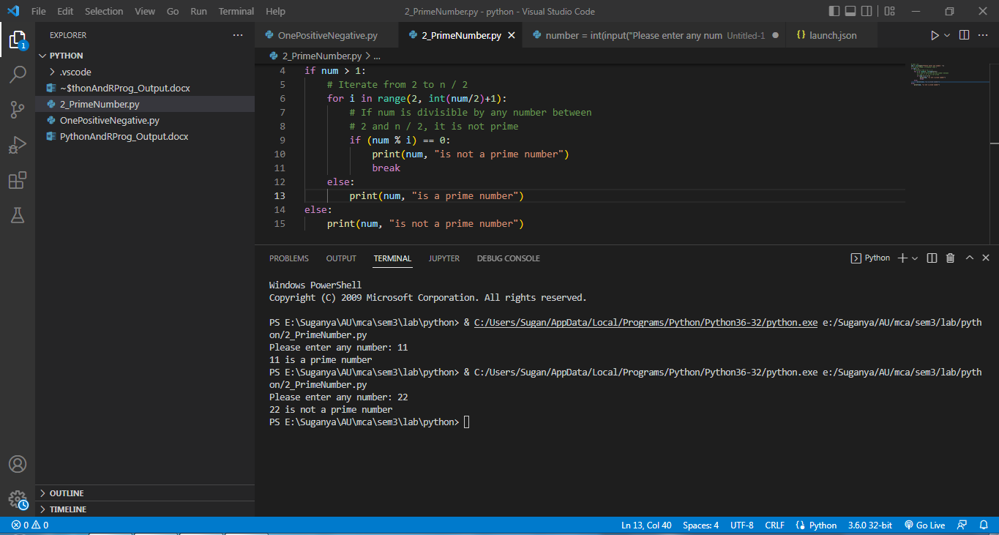 File Edit Selection View Go Run Terminal Help 2_PrimeNumber.py - python - Visual Studio Code
EXPLORER
PYTHON
.vscode
~$thonAndRProg_Output.docx
2_PrimeNumber.py
OnePositiveNegative.py
PythonAndRProg_Output.docx
OUTLINE
TIMELINE
1
OnePositiveNegative.py 2_PrimeNumber.py number = int(input("Please enter any num Untitled-1 launch.json
2_PrimeNumber.py > ...
4 if num > 1:
5 # Iterate from 2 to n / 2
6 for i in range(2, int(num/2)+1):
7 # If num is divisible by any number between
8 # 2 and n / 2, it is not prime
9 if (num % i) == 0:
10 print(num, "is not a prime number")
11 break
12 else:
13 print(num, "is a prime number")
14 else:
15 print(num, "is not a prime number")
PROBLEMS OUTPUT TERMINAL JUPYTER DEBUG CONSOLE Python
Windows PowerShell
Copyright (C) 2009 Microsoft Corporation. All rights reserved.
PS E:\Suganya\AU\mca\sem3\lab\python> & C:/Users/Sugan/AppData/Local/Programs/Python/Python36-32/python.exe e:/Suganya/AU/mca/sem3/lab/pyth
on/2_PrimeNumber.py
Please enter any number: 11
11 is a prime number
PS E:\Suganya\AU\mca\sem3\lab\python> & C:/Users/Sugan/AppData/Local/Programs/Python/Python36-32/python.exe e:/Suganya/AU/mca/sem3/lab/pyth
on/2_PrimeNumber.py
Please enter any number: 22
22 is not a prime number
PS E:\Suganya\AU\mca\sem3\lab\python>
0 0 Ln 13, Col 40 Spaces: 4 UTF-8 CRLF Python 3.6.0 32-bit Go Live